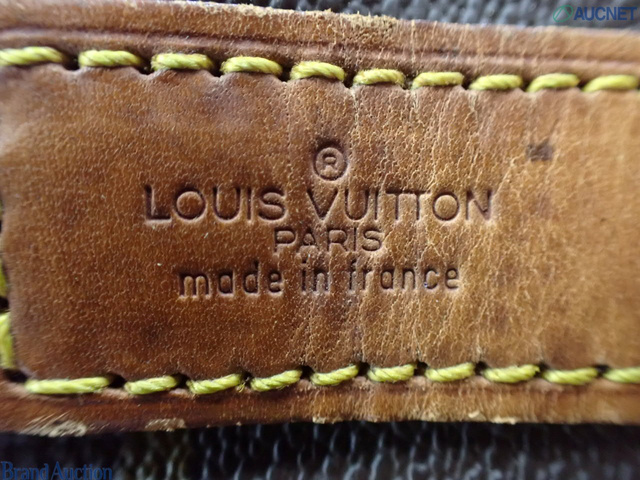 AUCNET
®
LOUIS VUITTON
PARIS
made in france
Brand Auction